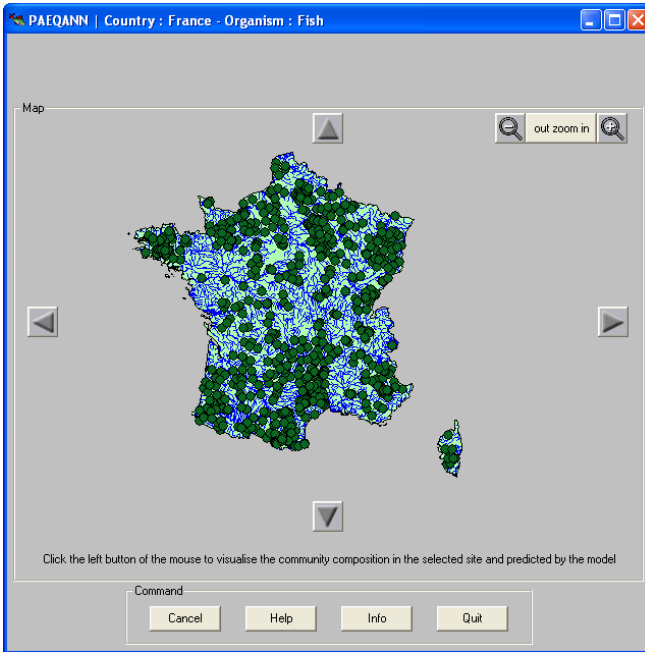 PAEQANN | Country : France - Organism : Fish
Map
out zoom in
Click the left button of the mouse to visualise the community composition in the selected site and predicted by the model
Command
Cancel
Help
Info
Quit